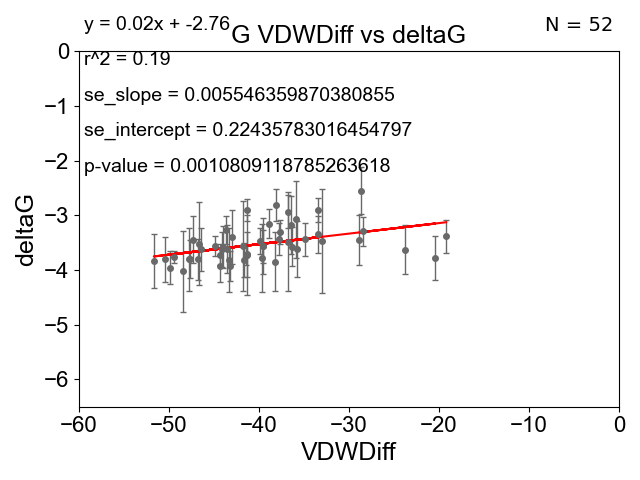 y = 0.02x + -2.76
N = 52
G VDWDiff vs deltaG
r^2 = 0.19
se_slope = 0.005546359870380855
se_intercept = 0.22435783016454797
p-value = 0.0010809118785263618
0
−1
−2
−3
−4
−5
−6
deltaG
−60
−50
−40
−30
−20
−10
0
VDWDiff